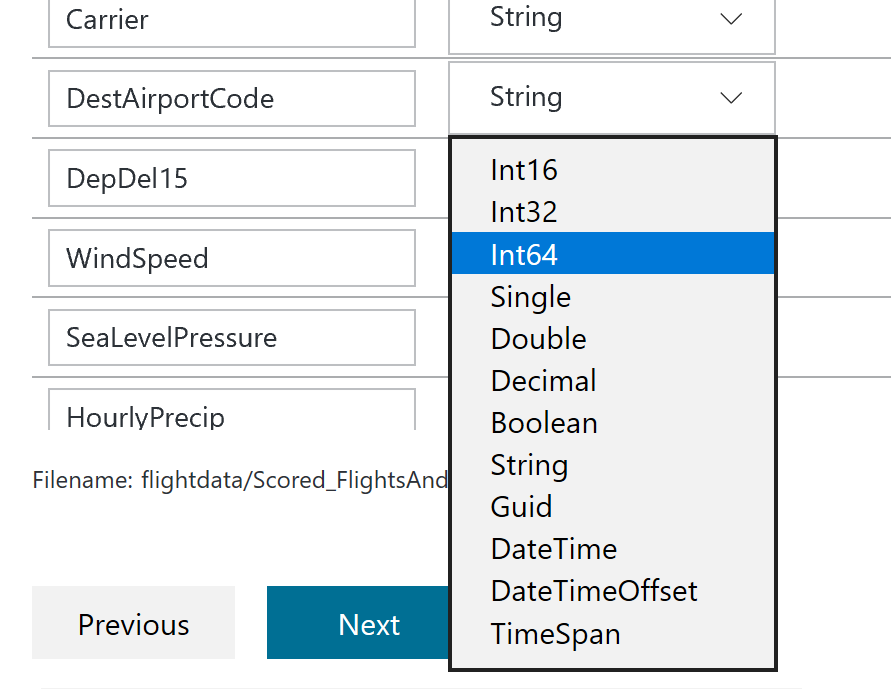 Carrier String
DestAirportCode String
DepDel15
Int16
Int32
WindSpeed
Int64
Single
SeaLevelPressure
Double
Decimal
HourlyPrecip
Boolean
String
Filename: flightdata/Scored_FlightsAnd
Guid
DateTime
DateTimeOffset
Previous Next
TimeSpan